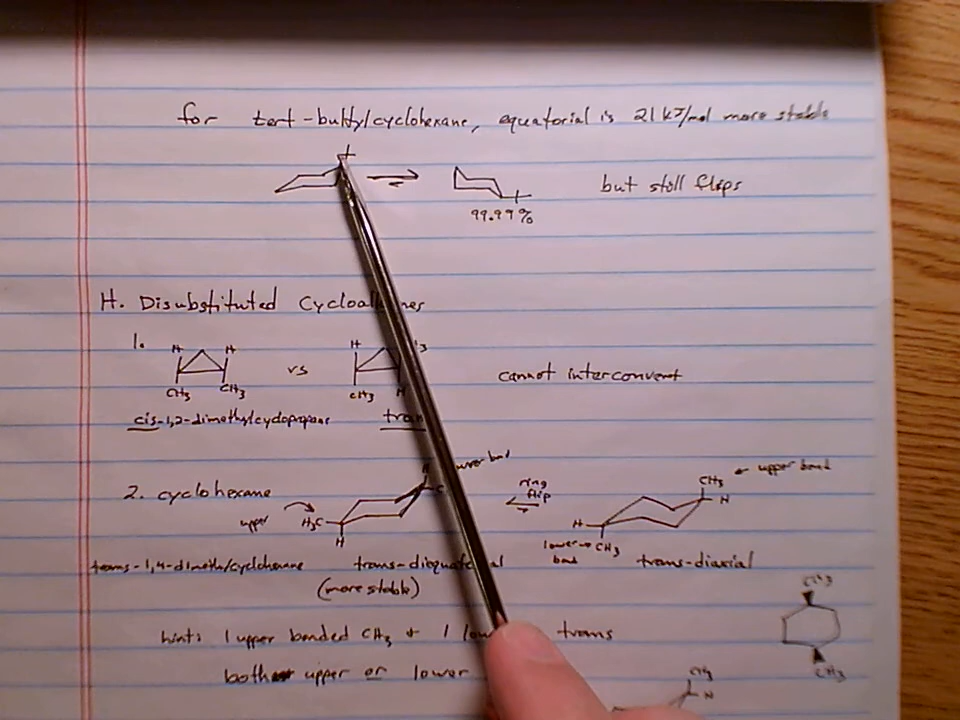 for tert-butylcyclohexane, equatorial is 21 kJ/mol more stable
but still flips
99.99%
H. Disubstituted
1.
H H H
vs
cannot interconvert
CH3 CH3 CH3 H
cis-1,2-dimethylcyclopropane
2. cyclohexane
ring
flip
CH3 ← upper bond
H
upper
H3C
H
H
lower → CH3
bond
trans-1,4-dimethylcyclohexane
trans-diaxial
(more stable)
hint: 1 upper bonded CH3 + 1 trans
both upper or lower
CH3
CH3
CH3
H